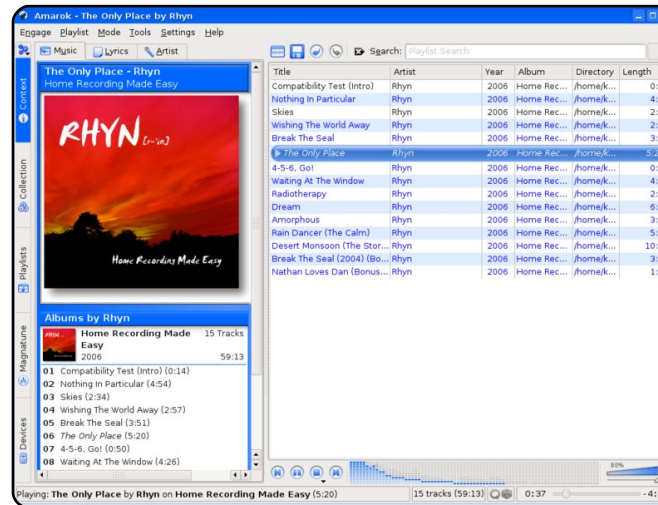 Amarok - The Only Place by Rhyn
Engage Playlist Mode Tools Settings Help
Music Lyrics Artist
Search: Playlist Search
Context
Collection
Playlists
Magnatune
Devices
The Only Place - Rhyn
Home Recording Made Easy
RHYN [r-'in]
Home Recording Made Easy
Albums by Rhyn
Home Recording Made Easy 15 Tracks
2006 59:13
01 Compatibility Test (Intro) (0:14)
02 Nothing In Particular (4:54)
03 Skies (2:34)
04 Wishing The World Away (2:57)
05 Break The Seal (3:51)
06 The Only Place (5:20)
07 4-5-6, Go! (0:50)
08 Waiting At The Window (4:26)
Title Artist Year Album Directory Length
Compatibility Test (Intro) Rhyn 2006 Home Rec... /home/k... 0:
Nothing In Particular Rhyn 2006 Home Rec... /home/k... 4:
Skies Rhyn 2006 Home Rec... /home/k... 2:
Wishing The World Away Rhyn 2006 Home Rec... /home/k... 2:
Break The Seal Rhyn 2006 Home Rec... /home/k... 3:
The Only Place Rhyn 2006 Home Rec... /home/k... 5:2
4-5-6, Go! Rhyn 2006 Home Rec... /home/k... 0:
Waiting At The Window Rhyn 2006 Home Rec... /home/k... 4:
Radiotherapy Rhyn 2006 Home Rec... /home/k... 2:
Dream Rhyn 2006 Home Rec... /home/k... 6:
Amorphous Rhyn 2006 Home Rec... /home/k... 3:
Rain Dancer (The Calm) Rhyn 2006 Home Rec... /home/k... 5:
Desert Monsoon (The Stor... Rhyn 2006 Home Rec... /home/k... 10:
Break The Seal (2004) (Bo... Rhyn 2006 Home Rec... /home/k... 3:
Nathan Loves Dan (Bonus... Rhyn 2006 Home Rec... /home/k... 1:
80%
Playing: The Only Place by Rhyn on Home Recording Made Easy (5:20) 15 tracks (59:13) 0:37 -4: